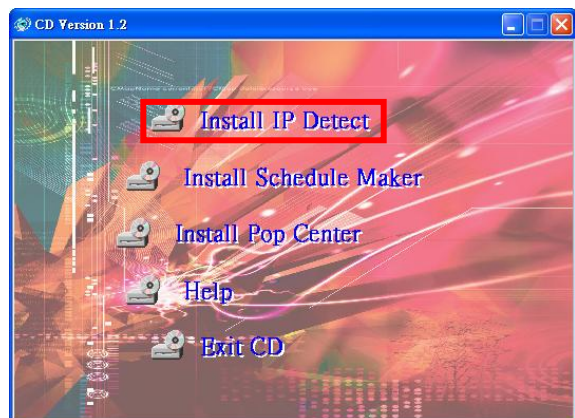 CD Version 1.2
Install IP Detect
Install Schedule Maker
Install Pop Center
Help
Exit CD